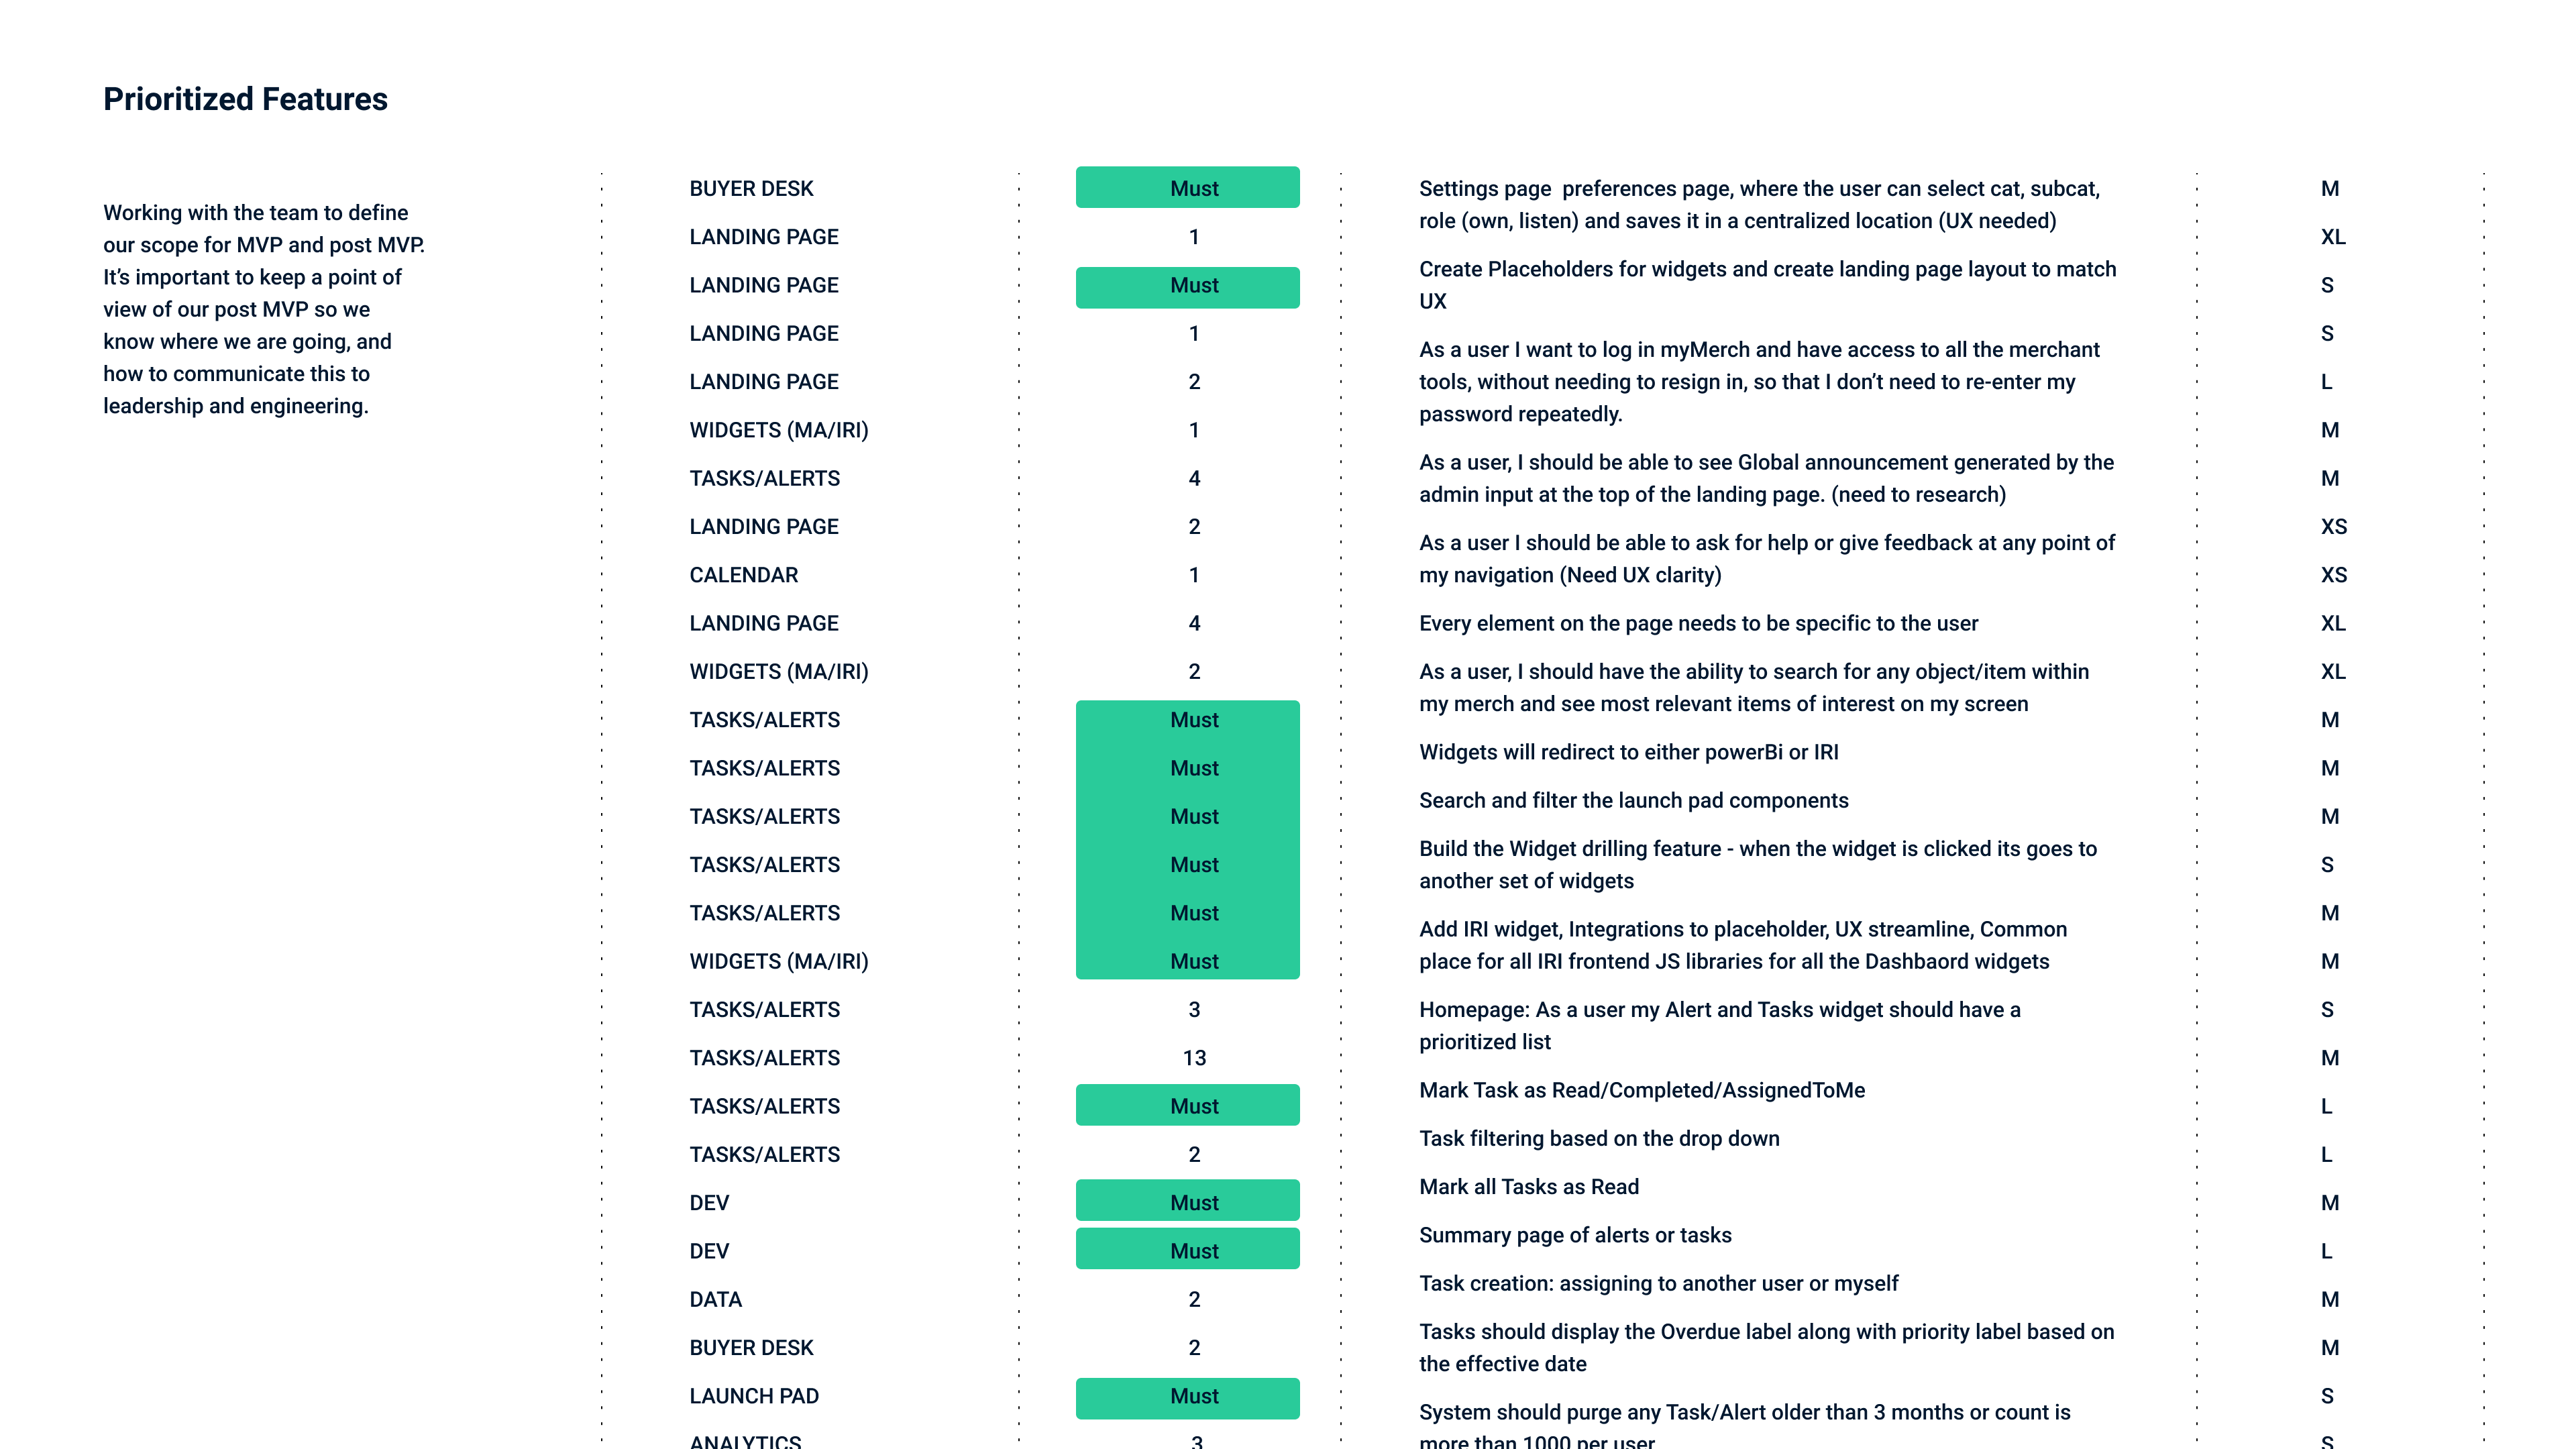 Prioritized Features
Working with the team to define
our scope for MVP and post MVP.
It’s important to keep a point of
view of our post MVP so we
know where we are going, and
how to communicate this to
leadership and engineering.
BUYER DESK
LANDING PAGE
LANDING PAGE
LANDING PAGE
LANDING PAGE
WIDGETS (MA/IRI)
TASKS/ALERTS
LANDING PAGE
CALENDAR
LANDING PAGE
WIDGETS (MA/IRI)
TASKS/ALERTS
TASKS/ALERTS
TASKS/ALERTS
TASKS/ALERTS
TASKS/ALERTS
WIDGETS (MA/IRI)
TASKS/ALERTS
TASKS/ALERTS
TASKS/ALERTS
TASKS/ALERTS
DEV
DEV
DATA
BUYER DESK
LAUNCH PAD
ANALYTICS
Must
1
Must
1
2
1
4
2
1
4
2
Must
Must
Must
Must
Must
Must
3
13
Must
2
Must
Must
2
2
Must
3
Settings page  preferences page, where the user can select cat, subcat,
role (own, listen) and saves it in a centralized location (UX needed)
Create Placeholders for widgets and create landing page layout to match
UX
As a user I want to log in myMerch and have access to all the merchant
tools, without needing to resign in, so that I don’t need to re-enter my
password repeatedly.
As a user, I should be able to see Global announcement generated by the
admin input at the top of the landing page. (need to research)
As a user I should be able to ask for help or give feedback at any point of
my navigation (Need UX clarity)
Every element on the page needs to be specific to the user
As a user, I should have the ability to search for any object/item within
my merch and see most relevant items of interest on my screen
Widgets will redirect to either powerBi or IRI
Search and filter the launch pad components
Build the Widget drilling feature - when the widget is clicked its goes to
another set of widgets
Add IRI widget, Integrations to placeholder, UX streamline, Common
place for all IRI frontend JS libraries for all the Dashbaord widgets
Homepage: As a user my Alert and Tasks widget should have a
prioritized list
Mark Task as Read/Completed/AssignedToMe
Task filtering based on the drop down
Mark all Tasks as Read
Summary page of alerts or tasks
Task creation: assigning to another user or myself
Tasks should display the Overdue label along with priority label based on
the effective date
System should purge any Task/Alert older than 3 months or count is
more than 1000 per user
M
XL
S
S
L
M
M
XS
XS
XL
XL
M
M
M
S
M
M
S
M
L
L
M
L
M
M
S
S